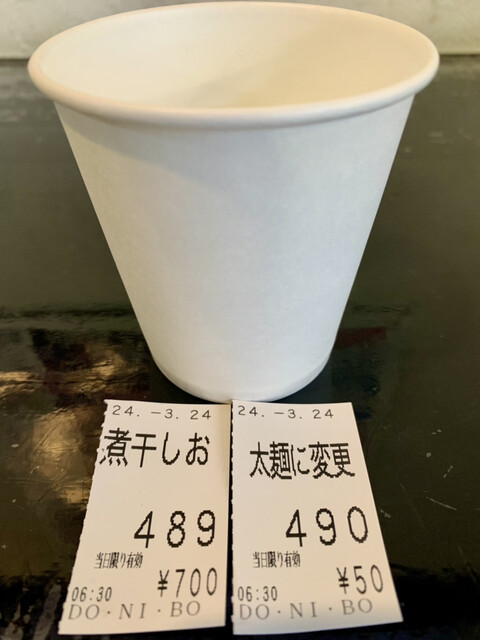 24.-3.24
煮干しお
489
当日限り有効
¥700
06:30
DO・NI・BO
24.-3.24
太麺に変更
490
当日限り有効
¥50
06:30
DO・NI・BO